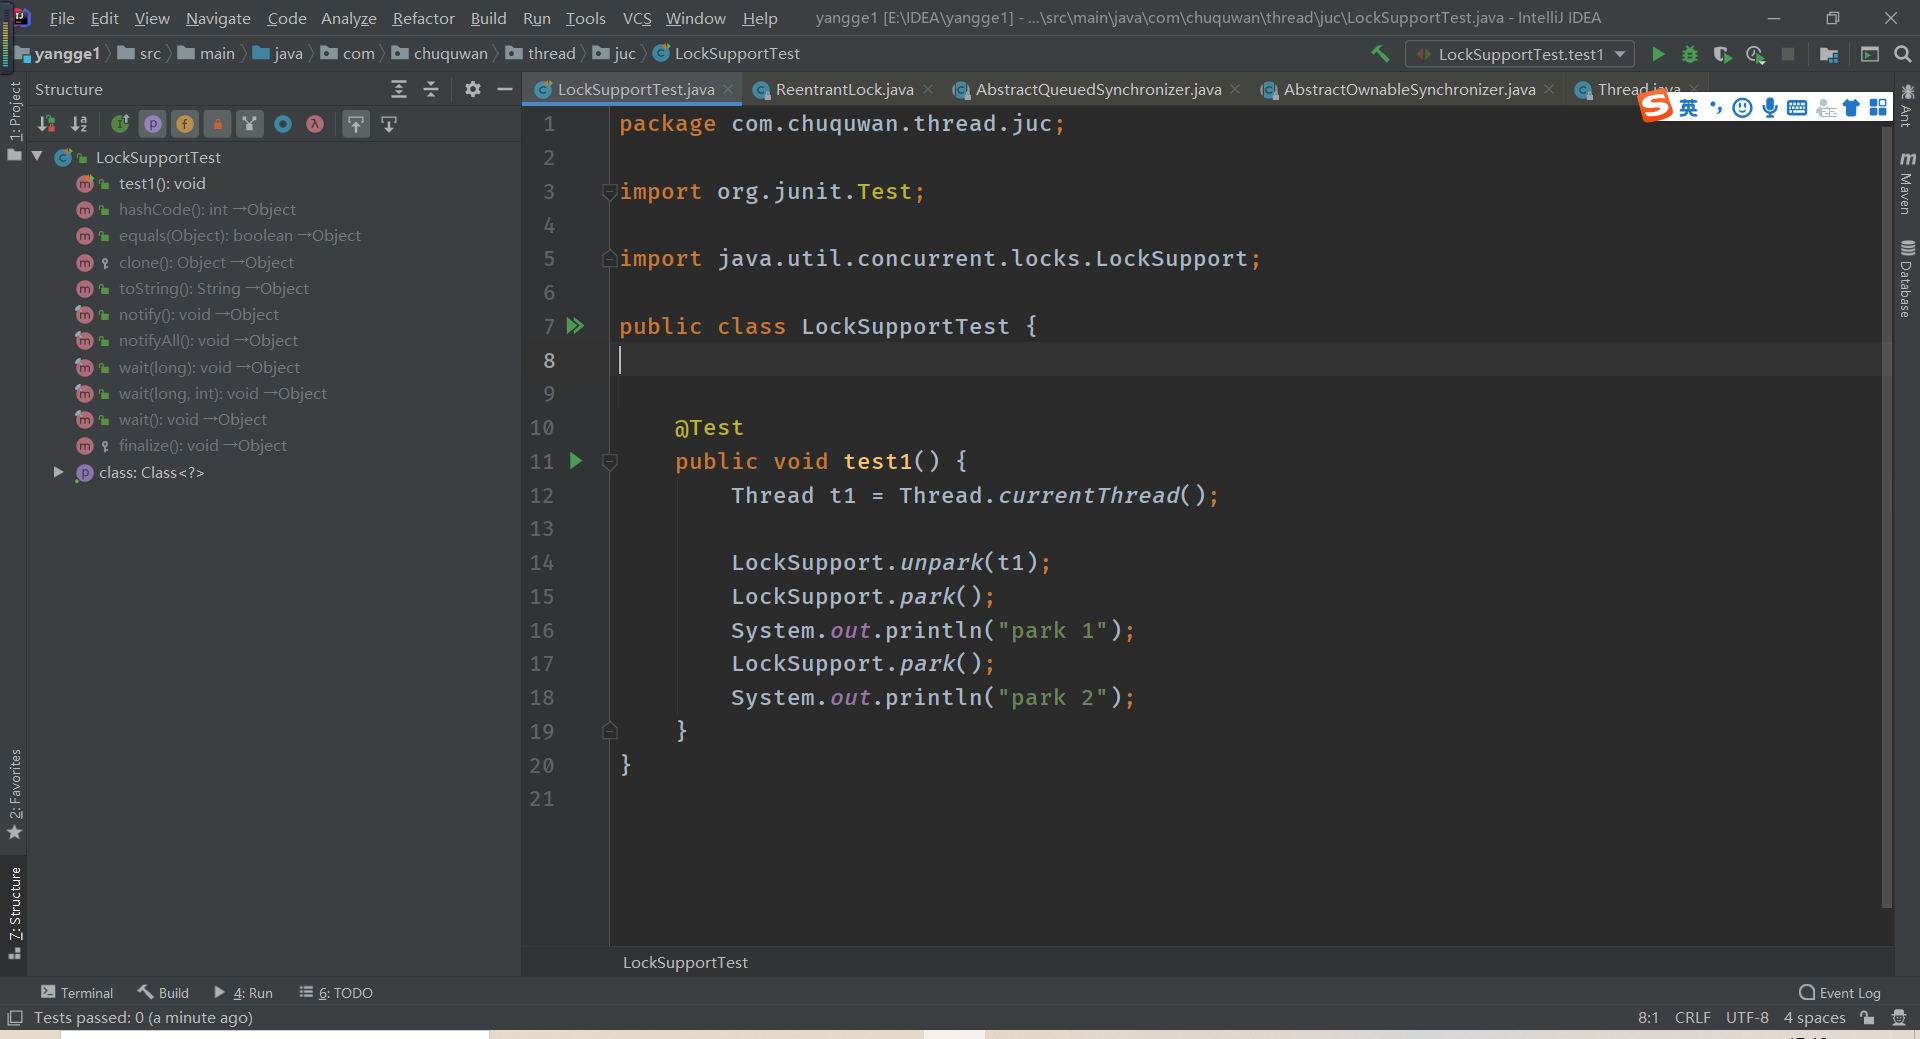 File Edit View Navigate Code Analyze Refactor Build Run Tools VCS Window Help yangge1 [E:\IDEA\yangge1] - ...\src\main\java\com\chuquwan\thread\juc\LockSupportTest.java - IntelliJ IDEA
yangge1 src main java com chuquwan thread juc LockSupportTest LockSupportTest.test1
Structure
LockSupportTest.java ReentrantLock.java AbstractQueuedSynchronizer.java AbstractOwnableSynchronizer.java Thread.java
英
1: Project
2: Favorites
7: Structure
Ant
Maven
Database
LockSupportTest
test1(): void
hashCode(): int →Object
equals(Object): boolean →Object
clone(): Object →Object
toString(): String →Object
notify(): void →Object
notifyAll(): void →Object
wait(long): void →Object
wait(long, int): void →Object
wait(): void →Object
finalize(): void →Object
class: Class<?>
1 package com.chuquwan.thread.juc;
2
3 import org.junit.Test;
4
5 import java.util.concurrent.locks.LockSupport;
6
7 public class LockSupportTest {
8
9
10 @Test
11 public void test1() {
12 Thread t1 = Thread.currentThread();
13
14 LockSupport.unpark(t1);
15 LockSupport.park();
16 System.out.println("park 1");
17 LockSupport.park();
18 System.out.println("park 2");
19 }
20 }
21
LockSupportTest
Terminal Build 4: Run 6: TODO Event Log
Tests passed: 0 (a minute ago) 8:1 CRLF UTF-8 4 spaces